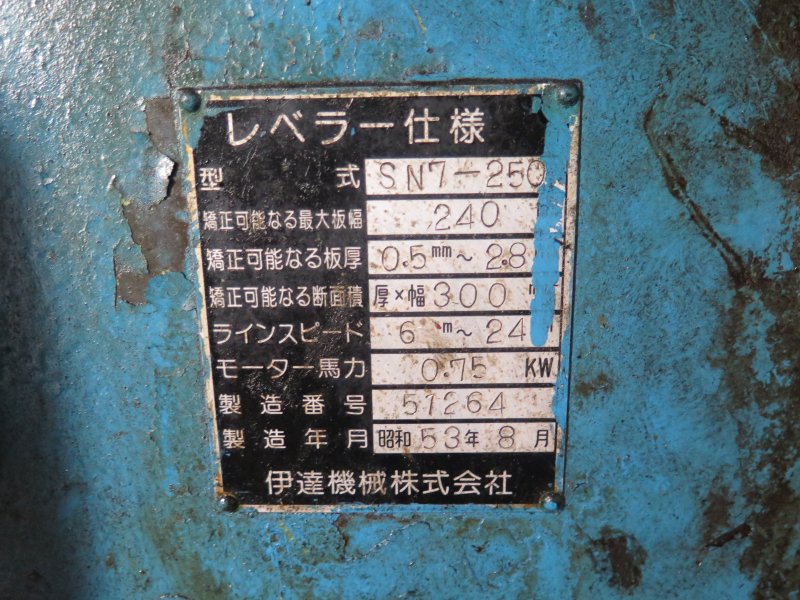 レベラー仕様
型式 SN7-250
矯正可能なる最大板幅 240
矯正可能なる板厚 0.5mm~2.8
矯正可能なる断面積 厚×幅300
ラインスピード 6m~24
モーター馬力 0.75 KW
製造番号 51264
製造年月 昭和53年8月
伊達機械株式会社